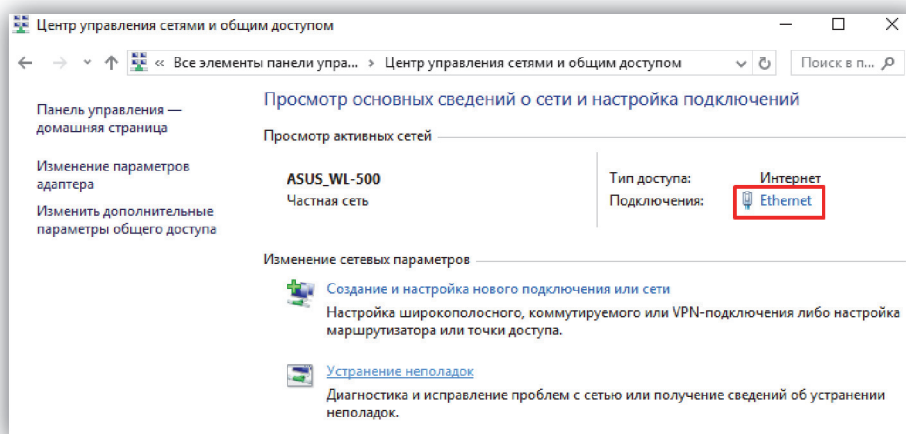 Центр управления сетями и общим доступом
« Все элементы панели упра... › Центр управления сетями и общим доступом
Поиск в п...
Панель управления —
домашняя страница
Изменение параметров
адаптера
Изменить дополнительные
параметры общего доступа
Просмотр основных сведений о сети и настройка подключений
Просмотр активных сетей
ASUS_WL-500
Частная сеть
Тип доступа: Интернет
Подключения: Ethernet
Изменение сетевых параметров
Создание и настройка нового подключения или сети
Настройка широкополосного, коммутируемого или VPN-подключения либо настройка
маршрутизатора или точки доступа.
Устранение неполадок
Диагностика и исправление проблем с сетью или получение сведений об устранении
неполадок.